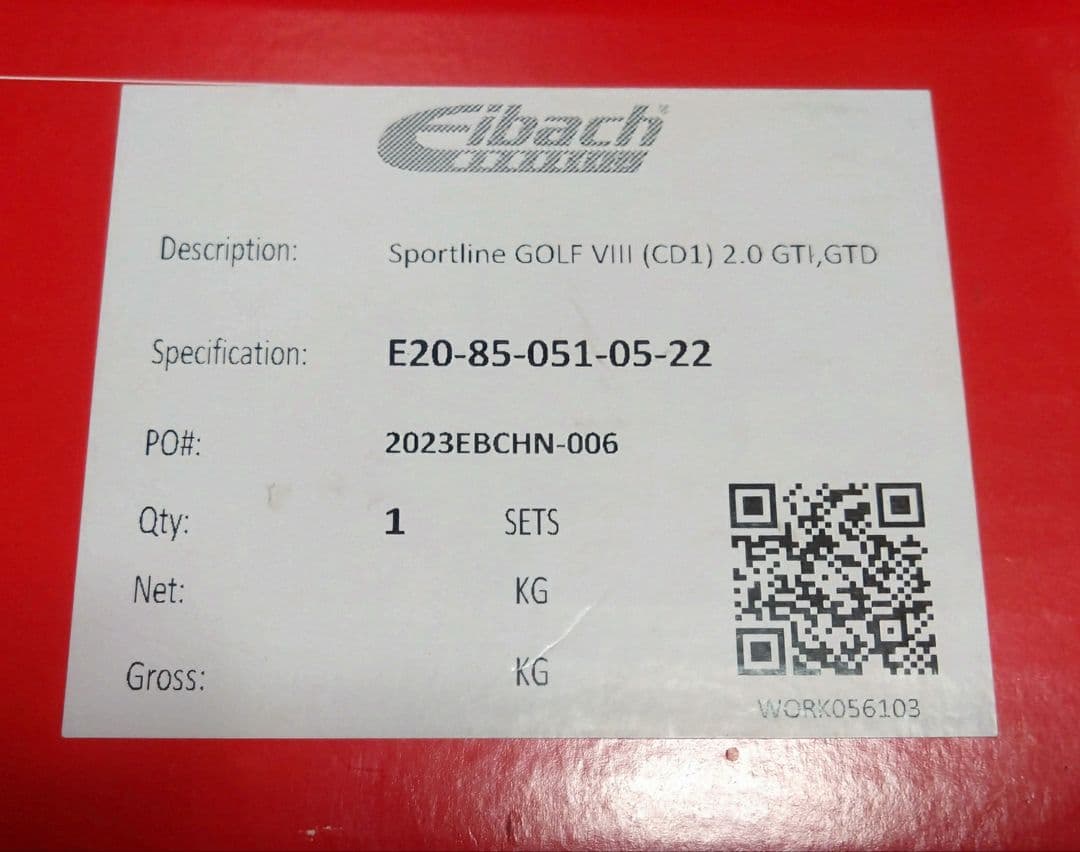 Eibach
Description: Sportline GOLF VIII (CD1) 2.0 GTI,GTD
Specification: E20-85-051-05-22
PO#: 2023EBCHN-006
Qty: 1 SETS
Net: KG
Gross: KG
WORK056103